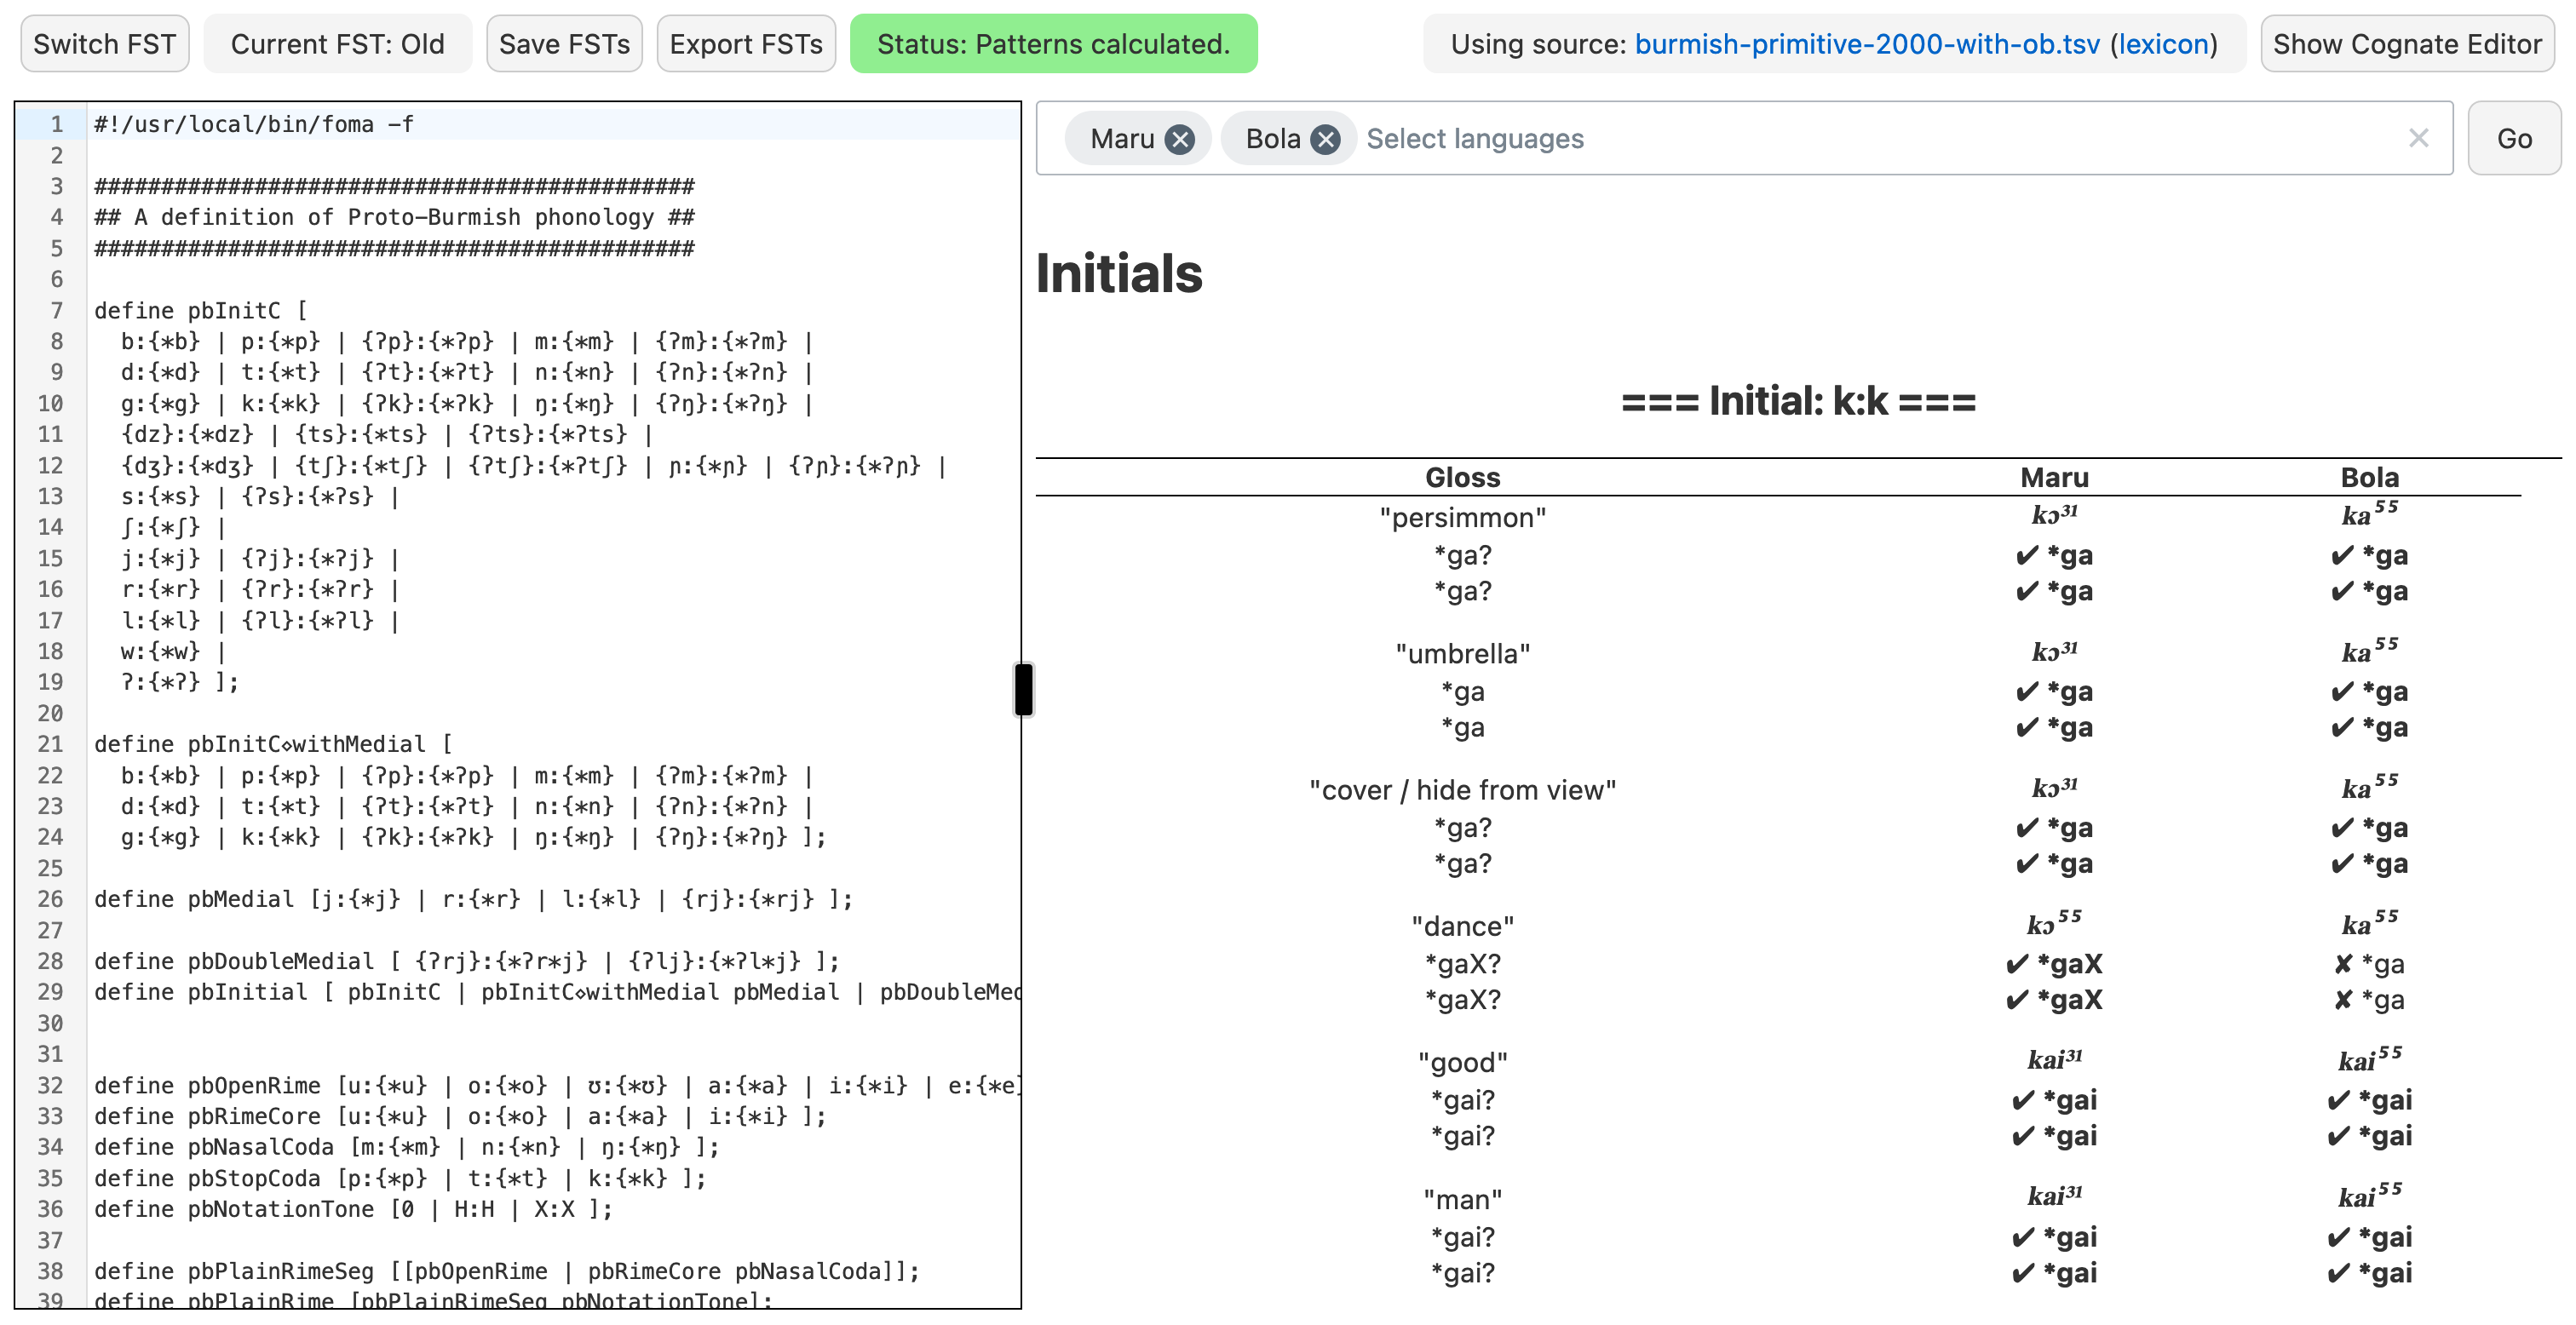 Switch FST Current FST: Old Save FSTs Export FSTs Status: Patterns calculated. Using source: burmish-primitive-2000-with-ob.tsv (lexicon) Show Cognate Editor
1 #!/usr/local/bin/foma -f
2
3 #############################################
4 ## A definition of Proto-Burmish phonology ##
5 #############################################
6
7 define pbInitC [
8 b:{*b} | p:{*p} | {ʔp}:{*ʔp} | m:{*m} | {ʔm}:{*ʔm} |
9 d:{*d} | t:{*t} | {ʔt}:{*ʔt} | n:{*n} | {ʔn}:{*ʔn} |
10 g:{*g} | k:{*k} | {ʔk}:{*ʔk} | ŋ:{*ŋ} | {ʔŋ}:{*ʔŋ} |
11 {dz}:{*dz} | {ts}:{*ts} | {ʔts}:{*ʔts} |
12 {dʒ}:{*dʒ} | {tʃ}:{*tʃ} | {ʔtʃ}:{*ʔtʃ} | ɲ:{*ɲ} | {ʔɲ}:{*ʔɲ} |
13 s:{*s} | {ʔs}:{*ʔs} |
14 ʃ:{*ʃ} |
15 j:{*j} | {ʔj}:{*ʔj} |
16 r:{*r} | {ʔr}:{*ʔr} |
17 l:{*l} | {ʔl}:{*ʔl} |
18 w:{*w} |
19 ʔ:{*ʔ} ];
20
21 define pbInitC⋄withMedial [
22 b:{*b} | p:{*p} | {ʔp}:{*ʔp} | m:{*m} | {ʔm}:{*ʔm} |
23 d:{*d} | t:{*t} | {ʔt}:{*ʔt} | n:{*n} | {ʔn}:{*ʔn} |
24 g:{*g} | k:{*k} | {ʔk}:{*ʔk} | ŋ:{*ŋ} | {ʔŋ}:{*ʔŋ} ];
25
26 define pbMedial [j:{*j} | r:{*r} | l:{*l} | {rj}:{*rj} ];
27
28 define pbDoubleMedial [ {ʔrj}:{*ʔr*j} | {ʔlj}:{*ʔl*j} ];
29 define pbInitial [ pbInitC | pbInitC⋄withMedial pbMedial | pbDoubleMed
30
31
32 define pbOpenRime [u:{*u} | o:{*o} | ʊ:{*ʊ} | a:{*a} | i:{*i} | e:{*e}
33 define pbRimeCore [u:{*u} | o:{*o} | a:{*a} | i:{*i} ];
34 define pbNasalCoda [m:{*m} | n:{*n} | ŋ:{*ŋ} ];
35 define pbStopCoda [p:{*p} | t:{*t} | k:{*k} ];
36 define pbNotationTone [0 | H:H | X:X ];
37
38 define pbPlainRimeSeg [[pbOpenRime | pbRimeCore pbNasalCoda]];
39 define pbPlainRime [pbPlainRimeSeg pbNotationTone];
Maru Bola Select languages Go
Initials
=== Initial: k:k ===
Gloss Maru Bola
"persimmon" kɔ³¹ ka⁵⁵
*ga? ✔ *ga ✔ *ga
*ga? ✔ *ga ✔ *ga
"umbrella" kɔ³¹ ka⁵⁵
*ga ✔ *ga ✔ *ga
*ga ✔ *ga ✔ *ga
"cover / hide from view" kɔ³¹ ka⁵⁵
*ga? ✔ *ga ✔ *ga
*ga? ✔ *ga ✔ *ga
"dance" kɔ⁵⁵ ka⁵⁵
*gaX? ✔ *gaX ✘ *ga
*gaX? ✔ *gaX ✘ *ga
"good" kai³¹ kai⁵⁵
*gai? ✔ *gai ✔ *gai
*gai? ✔ *gai ✔ *gai
"man" kai³¹ kai⁵⁵
*gai? ✔ *gai ✔ *gai
*gai? ✔ *gai ✔ *gai